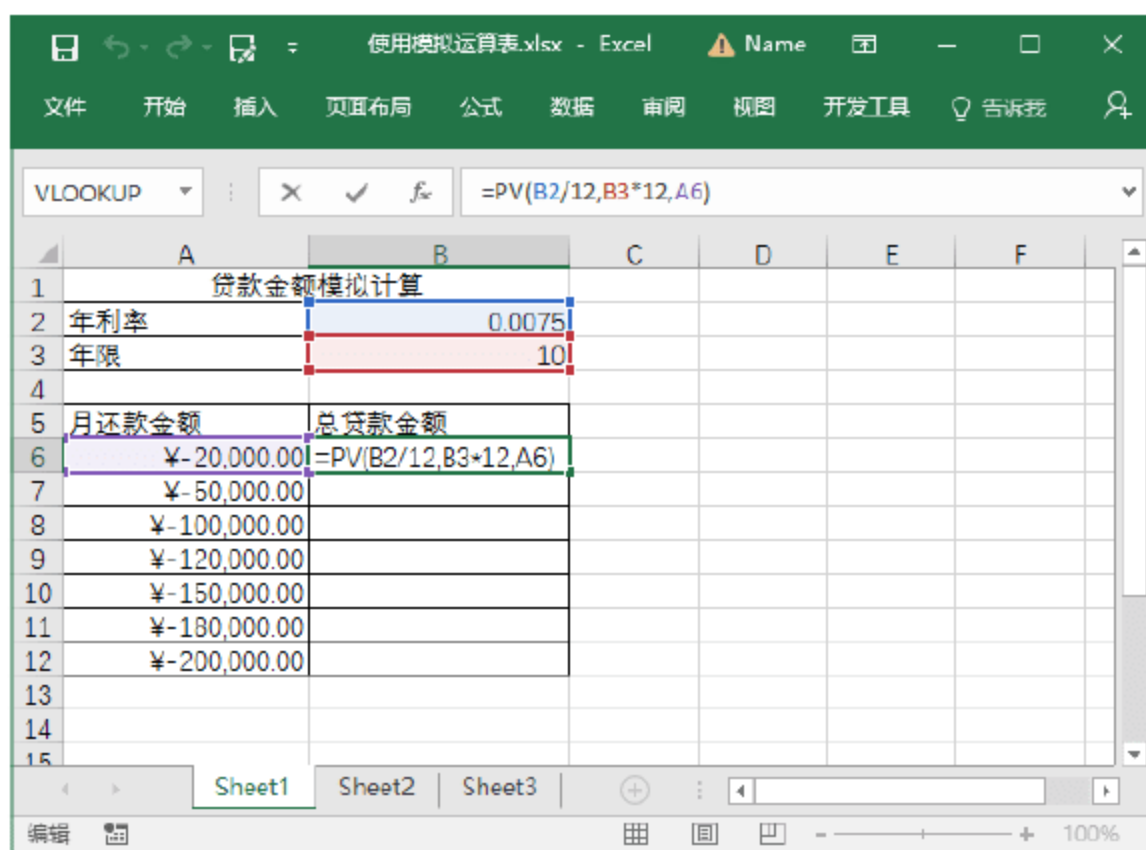 使用模拟运算表.xlsx - Excel Name
文件 开始 插入 页面布局 公式 数据 审阅 视图 开发工具 告诉我
VLOOKUP fx =PV(B2/12,B3*12,A6)
A B C D E F
1 贷款金额模拟计算
2 年利率 0.0075
3 年限 10
4
5 月还款金额 总贷款金额
6 ¥-20,000.00 =PV(B2/12,B3*12,A6)
7 ¥-50,000.00
8 ¥-100,000.00
9 ¥-120,000.00
10 ¥-150,000.00
11 ¥-180,000.00
12 ¥-200,000.00
13
14
15
Sheet1 Sheet2 Sheet3
编辑 100%